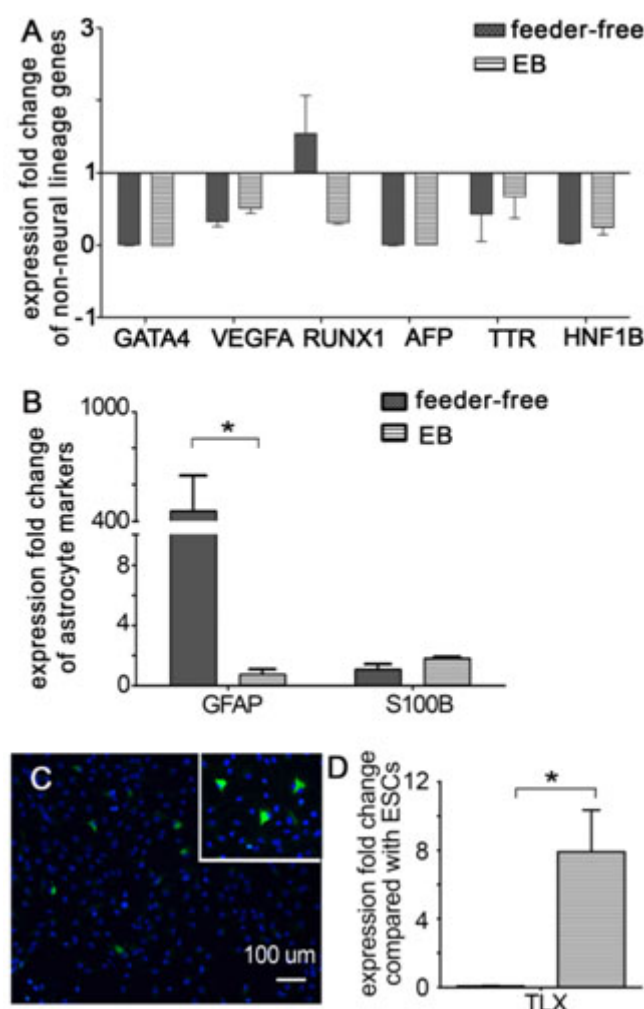 A
expression fold change
of non-neural lineage genes
3
1
0
-1
feeder-free
EB
GATA4 VEGFA RUNX1 AFP TTR HNF1B
B
expression fold change
of astrocyte markers
1000
400
8
4
0
feeder-free
EB
*
GFAP S100B
C
100 um
D
expression fold change
compared with ESCs
12
8
4
0
*
TLX